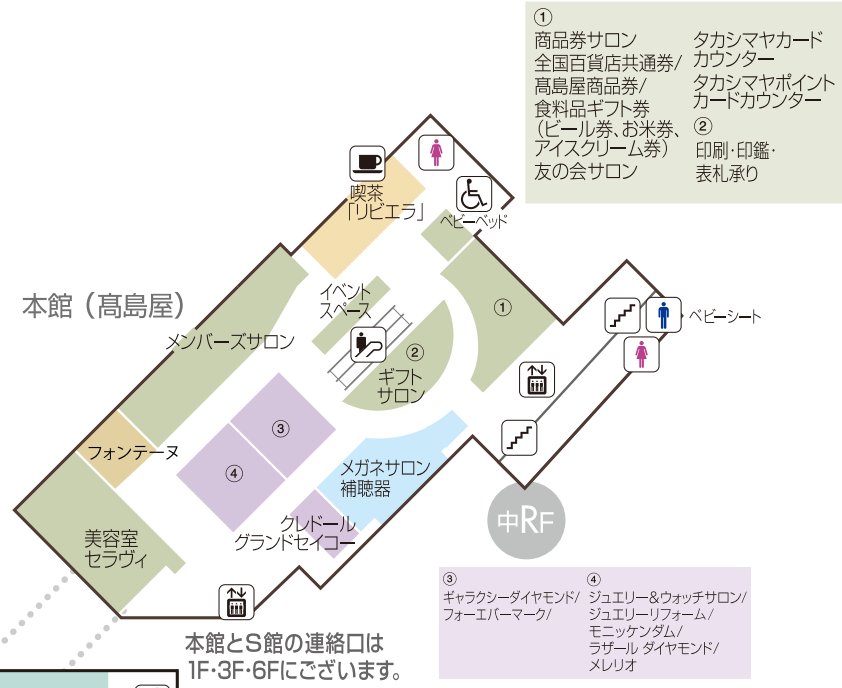 ①
商品券サロン
全国百貨店共通券/
髙島屋商品券/
食料品ギフト券
（ビール券、お米券、
アイスクリーム券）
友の会サロン
タカシマヤカード
カウンター
タカシマヤポイント
カードカウンター
②
印刷・印鑑・
表札承り
喫茶
「リビエラ」
ベビーベッド
本館（髙島屋）
イベント
スペース
①
ベビーシート
メンバーズサロン
②
ギフト
サロン
③
フォンテーヌ
④
メガネサロン
補聴器
クレドール
グランドセイコー
中RF
美容室
セラヴィ
③
ギャラクシーダイヤモンド/
フォーエバーマーク/
④
ジュエリー&ウォッチサロン/
ジュエリーリフォーム/
モニッケンダム/
ラザール ダイヤモンド/
メレリオ
本館とS館の連絡口は
1F・3F・6Fにございます。